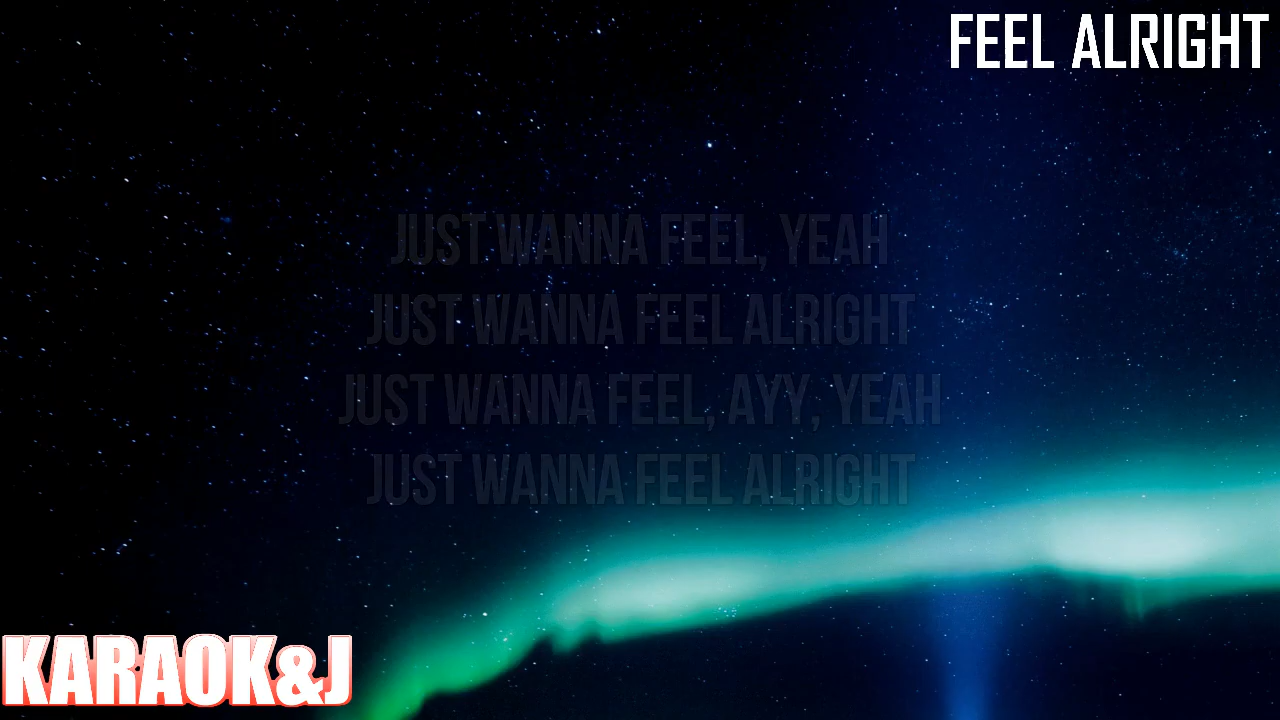 FEEL ALRIGHT
JUST WANNA FEEL, YEAH
JUST WANNA FEEL ALRIGHT
JUST WANNA FEEL, AYY, YEAH
JUST WANNA FEEL ALRIGHT
KARAOK&J